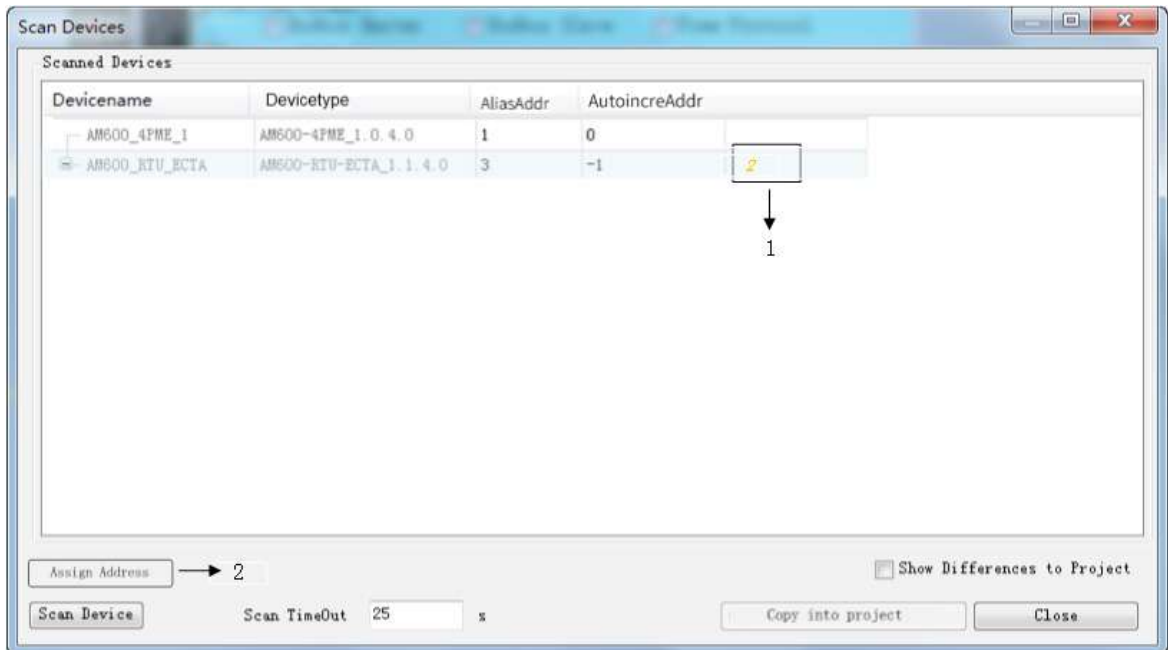 Scan Devices
Scanned Devices
Devicename Devicetype AliasAddr AutoincreAddr
AM600_4PME_1 AM600-4PME_1.0.4.0 1 0
AM600_RTU_ECTA AM600-RTU-ECTA_1.1.4.0 3 -1 2
1
Assign Address 2 Show Differences to Project
Scan Device Scan TimeOut 25 s Copy into project Close